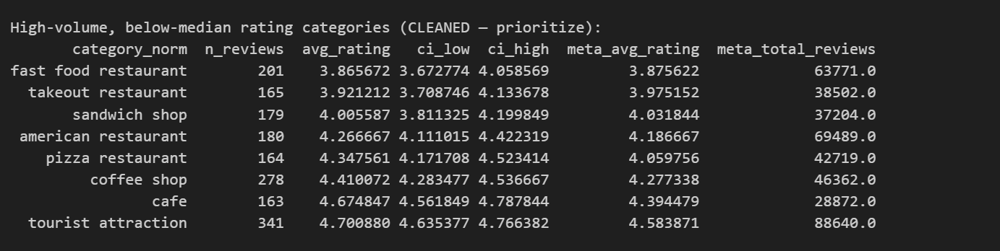 High-volume, below-median rating categories (CLEANED — prioritize):
category_norm n_reviews avg_rating ci_low ci_high meta_avg_rating meta_total_reviews
fast food restaurant 201 3.865672 3.672774 4.058569 3.875622 63771.0
takeout restaurant 165 3.921212 3.708746 4.133678 3.975152 38502.0
sandwich shop 179 4.005587 3.811325 4.199849 4.031844 37204.0
american restaurant 180 4.266667 4.111015 4.422319 4.186667 69489.0
pizza restaurant 164 4.347561 4.171708 4.523414 4.059756 42719.0
coffee shop 278 4.410072 4.283477 4.536667 4.277338 46362.0
cafe 163 4.674847 4.561849 4.787844 4.394479 28872.0
tourist attraction 341 4.700880 4.635377 4.766382 4.583871 88640.0